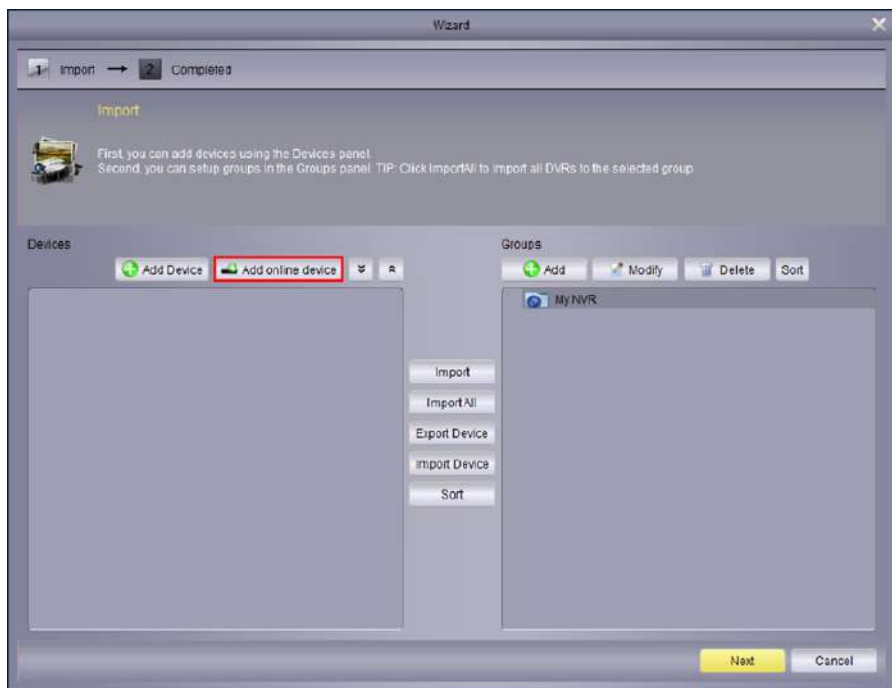 Wizard
1 Import → 2 Completed
Import
First, you can add devices using the Devices panel.
Second, you can setup groups in the Groups panel. TIP: Click ImportAll to import all DVRs to the selected group.
Devices
Groups
Add Device Add online device
Add Modify Delete Sort
My NVR
Import
Import All
Export Device
Import Device
Sort
Next Cancel